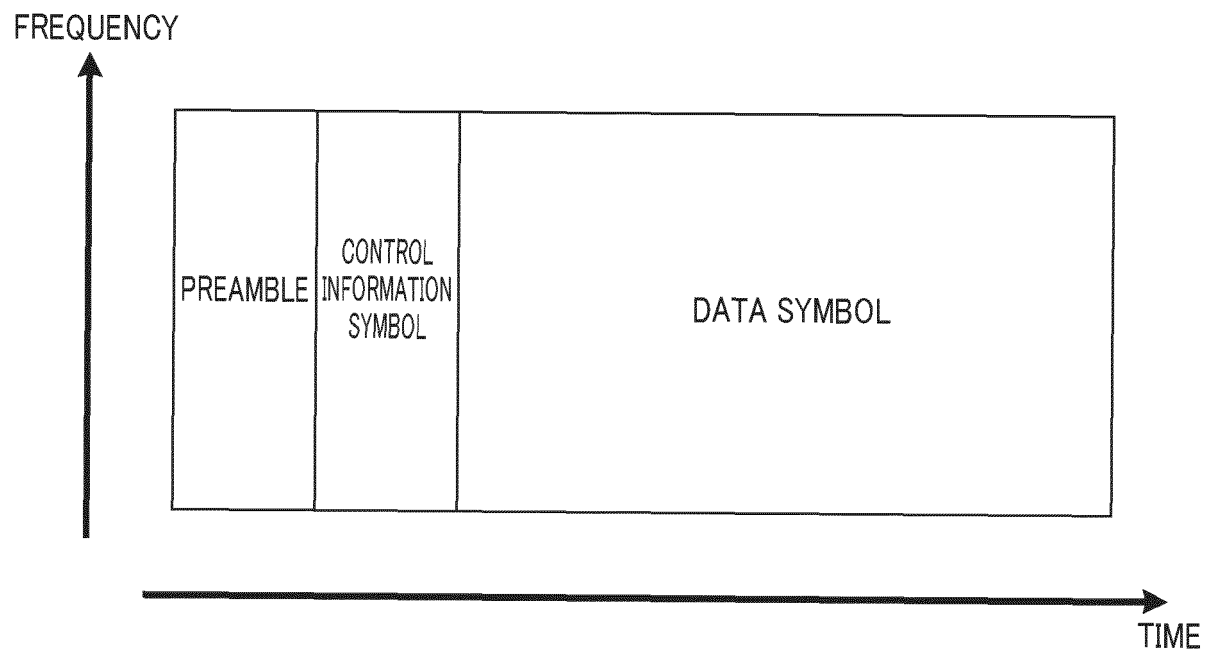 FREQUENCY
PREAMBLE
CONTROL
INFORMATION
SYMBOL
DATA SYMBOL
TIME